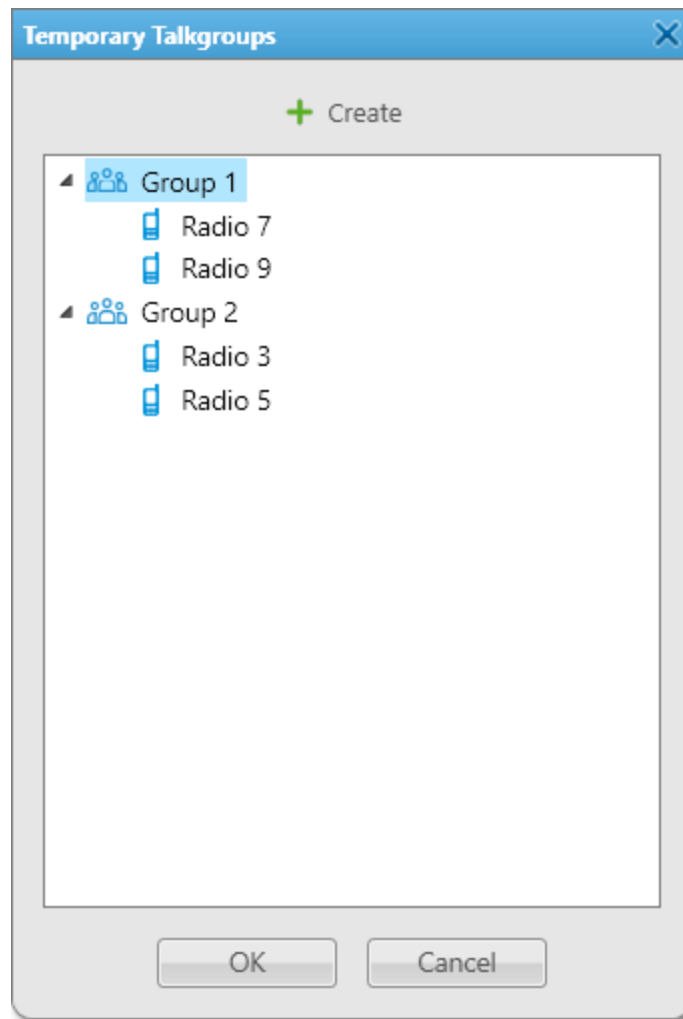 Temporary Talkgroups
Create
Group 1
Radio 7
Radio 9
Group 2
Radio 3
Radio 5
OK
Cancel